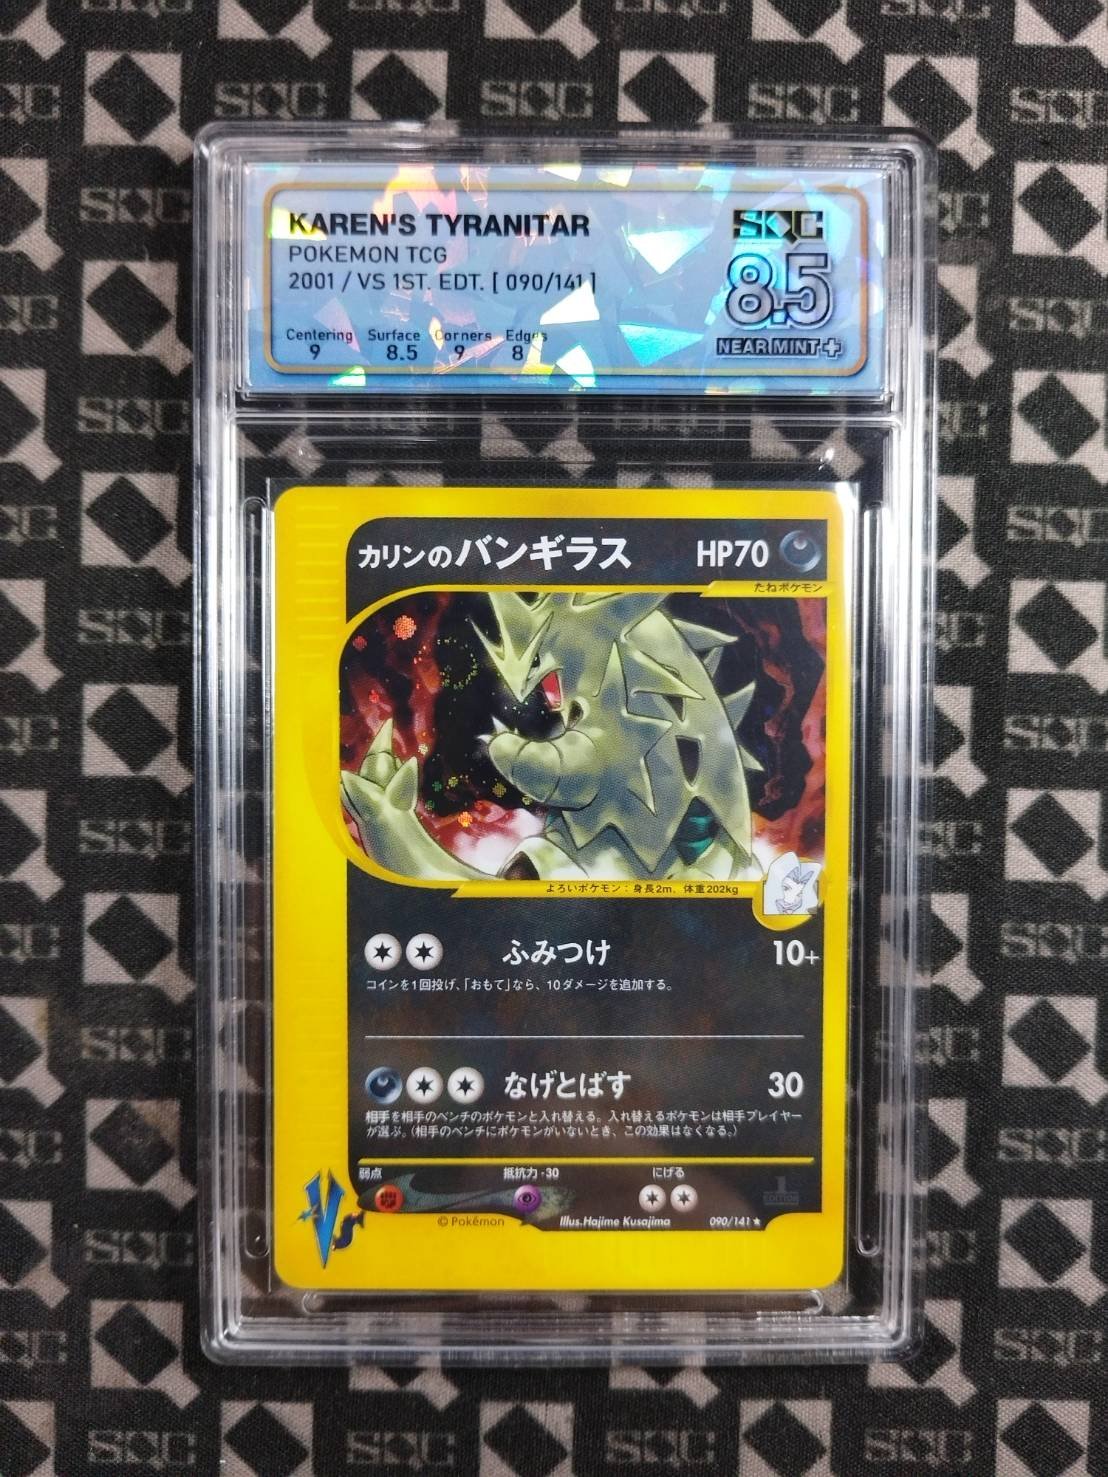 KAREN'S TYRANITAR
POKEMON TCG
2001 / VS 1ST. EDT. [ 090/141 ]
Centering Surface Corners Edges
9 8.5 9 8
SQC
8.5
NEAR MINT +
カリンのバンギラス HP70
たねポケモン
よろいポケモン：身長2m、体重202kg
ふみつけ 10+
コインを1回投げ、「おもて」なら、10ダメージを追加する。
なげとばす 30
相手を相手のベンチのポケモンと入れ替える。入れ替えるポケモンは相手プレイヤー
が選ぶ。（相手のベンチにポケモンがいないとき、この効果はなくなる。）
弱点 抵抗力 -30 にげる
1
EDITION
VS
© Pokémon Illus.Hajime Kusajima 090/141 ★